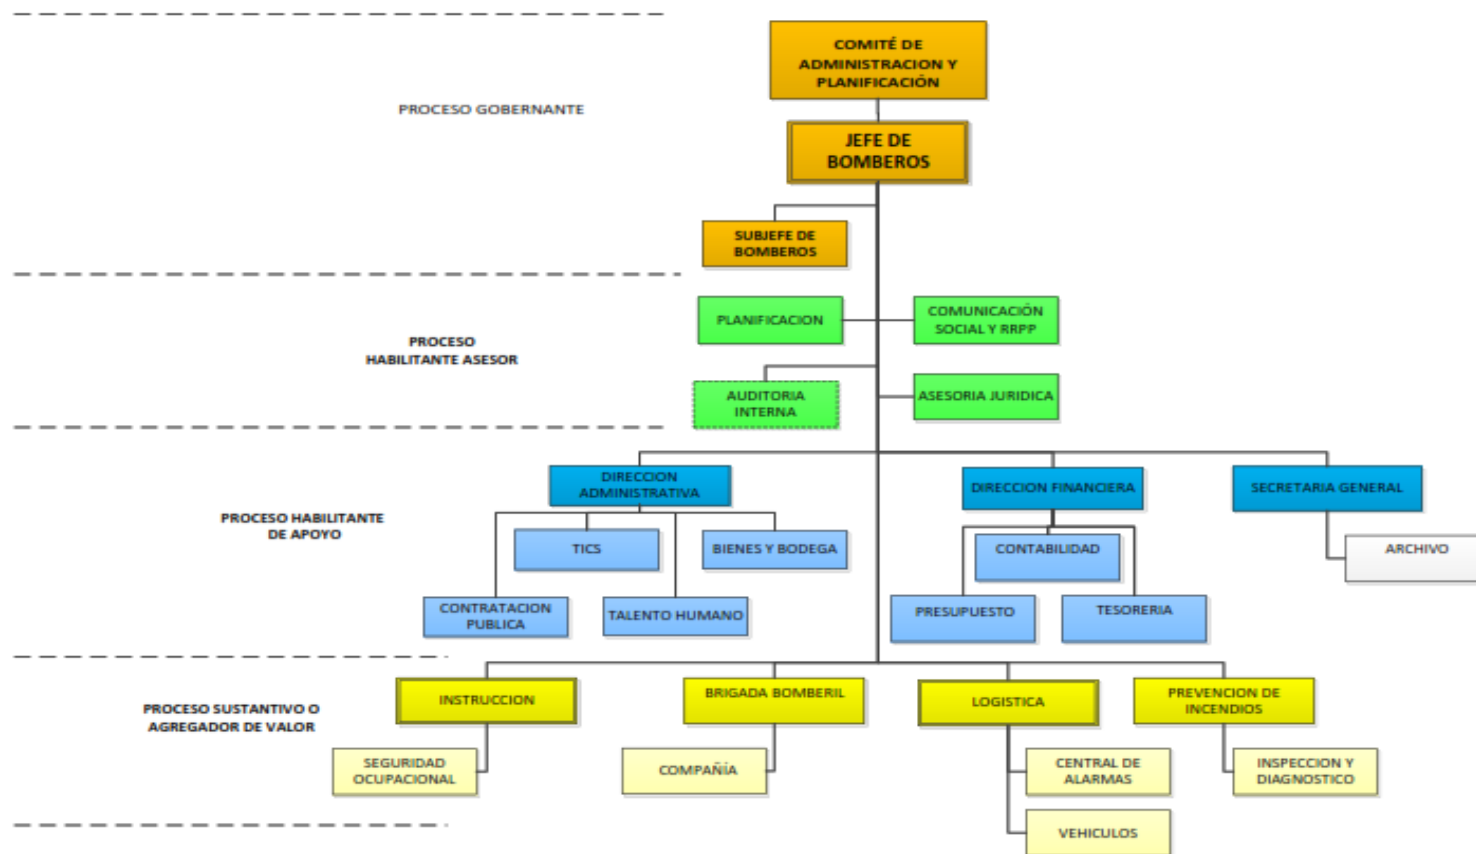 COMITÉ DE
ADMINISTRACION Y
PLANIFICACIÓN
PROCESO GOBERNANTE
JEFE DE
BOMBEROS
SUBJEFE DE
BOMBEROS
PLANIFICACION
COMUNICACIÓN
SOCIAL Y RRPP
PROCESO
HABILITANTE ASESOR
AUDITORIA
INTERNA
ASESORIA JURIDICA
DIRECCION
ADMINISTRATIVA
DIRECCION FINANCIERA
SECRETARIA GENERAL
PROCESO HABILITANTE
DE APOYO
TICS
BIENES Y BODEGA
CONTABILIDAD
ARCHIVO
CONTRATACION
PUBLICA
TALENTO HUMANO
PRESUPUESTO
TESORERIA
PROCESO SUSTANTIVO O
AGREGADOR DE VALOR
INSTRUCCION
BRIGADA BOMBERIL
LOGISTICA
PREVENCION DE
INCENDIOS
SEGURIDAD
OCUPACIONAL
COMPAÑÍA
CENTRAL DE
ALARMAS
INSPECCION Y
DIAGNOSTICO
VEHICULOS